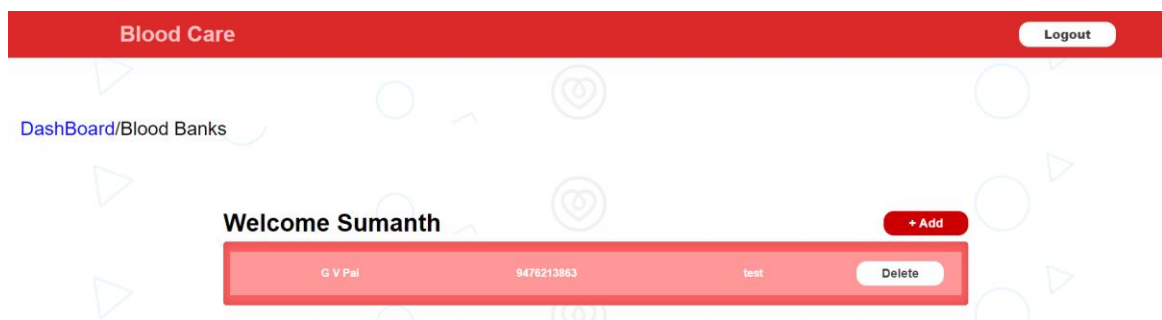 Blood Care Logout
DashBoard/Blood Banks
Welcome Sumanth + Add
G V Pai 9476213863 test Delete